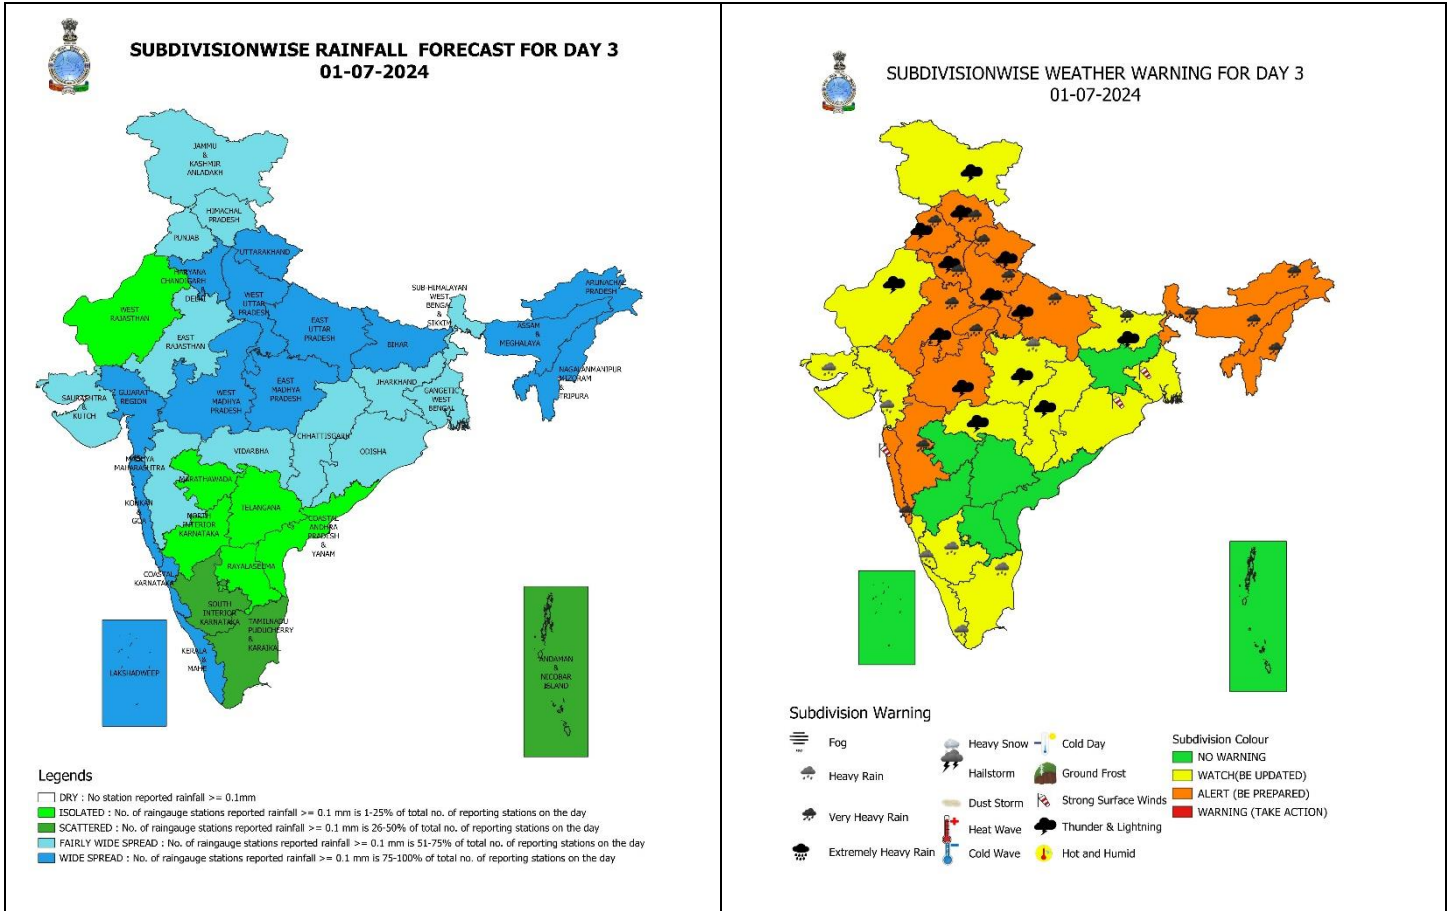 SUBDIVISIONWISE RAINFALL FORECAST FOR DAY 3
01-07-2024
JAMMU
&
KASHMIR
ANLADAKH
HIMACHAL
PRADESH
PUNJAB
UTTARAKHAND
HARYANA
CHANDIGARH
&
DELHI
WEST
UTTAR
PRADESH
WEST
RAJASTHAN
EAST
RAJASTHAN
EAST
UTTAR
PRADESH
BIHAR
SUB HIMALAYAN
WEST
BENGAL
&
SIKKIM
ARUNACHAL
PRADESH
ASSAM
&
MEGHALAYA
NAGALANMANIPUR
MIZORAM
&
TRIPURA
SAURASHTRA
&
KUTCH
GUJARAT
REGION
WEST
MADHYA
PRADESH
EAST
MADHYA
PRADESH
JHARKHAND
GANGETIC
WEST
BENGAL
CHHATTISGARH
ODISHA
VIDARBHA
MADHYA
MAHARASHTRA
MARATHAWADA
KONKAN
&
GOA
NORTH
INTERIOR
KARNATAKA
TELANGANA
COASTAL
ANDHRA
PRADESH
&
YANAM
RAYALASEEMA
COASTAL
KARNATAKA
SOUTH
INTERIOR
KARNATAKA
TAMILNADU
PUDUCHERRY
&
KARAIKAL
KERALA
&
MAHE
LAKSHADWEEP
ANDAMAN
&
NICOBAR
ISLAND
Legends
DRY : No station reported rainfall >= 0.1mm
ISOLATED : No. of raingauge stations reported rainfall >= 0.1 mm is 1-25% of total no. of reporting stations on the day
SCATTERED : No. of raingauge stations reported rainfall >= 0.1 mm is 26-50% of total no. of reporting stations on the day
FAIRLY WIDE SPREAD : No. of raingauge stations reported rainfall >= 0.1 mm is 51-75% of total no. of reporting stations on the day
WIDE SPREAD : No. of raingauge stations reported rainfall >= 0.1 mm is 75-100% of total no. of reporting stations on the day
SUBDIVISIONWISE WEATHER WARNING FOR DAY 3
01-07-2024
Subdivision Warning
Fog
Heavy Rain
Very Heavy Rain
Extremely Heavy Rain
Heavy Snow
Hailstorm
Dust Storm
Heat Wave
Cold Wave
Cold Day
Ground Frost
Strong Surface Winds
Thunder & Lightning
Hot and Humid
Subdivision Colour
NO WARNING
WATCH(BE UPDATED)
ALERT (BE PREPARED)
WARNING (TAKE ACTION)